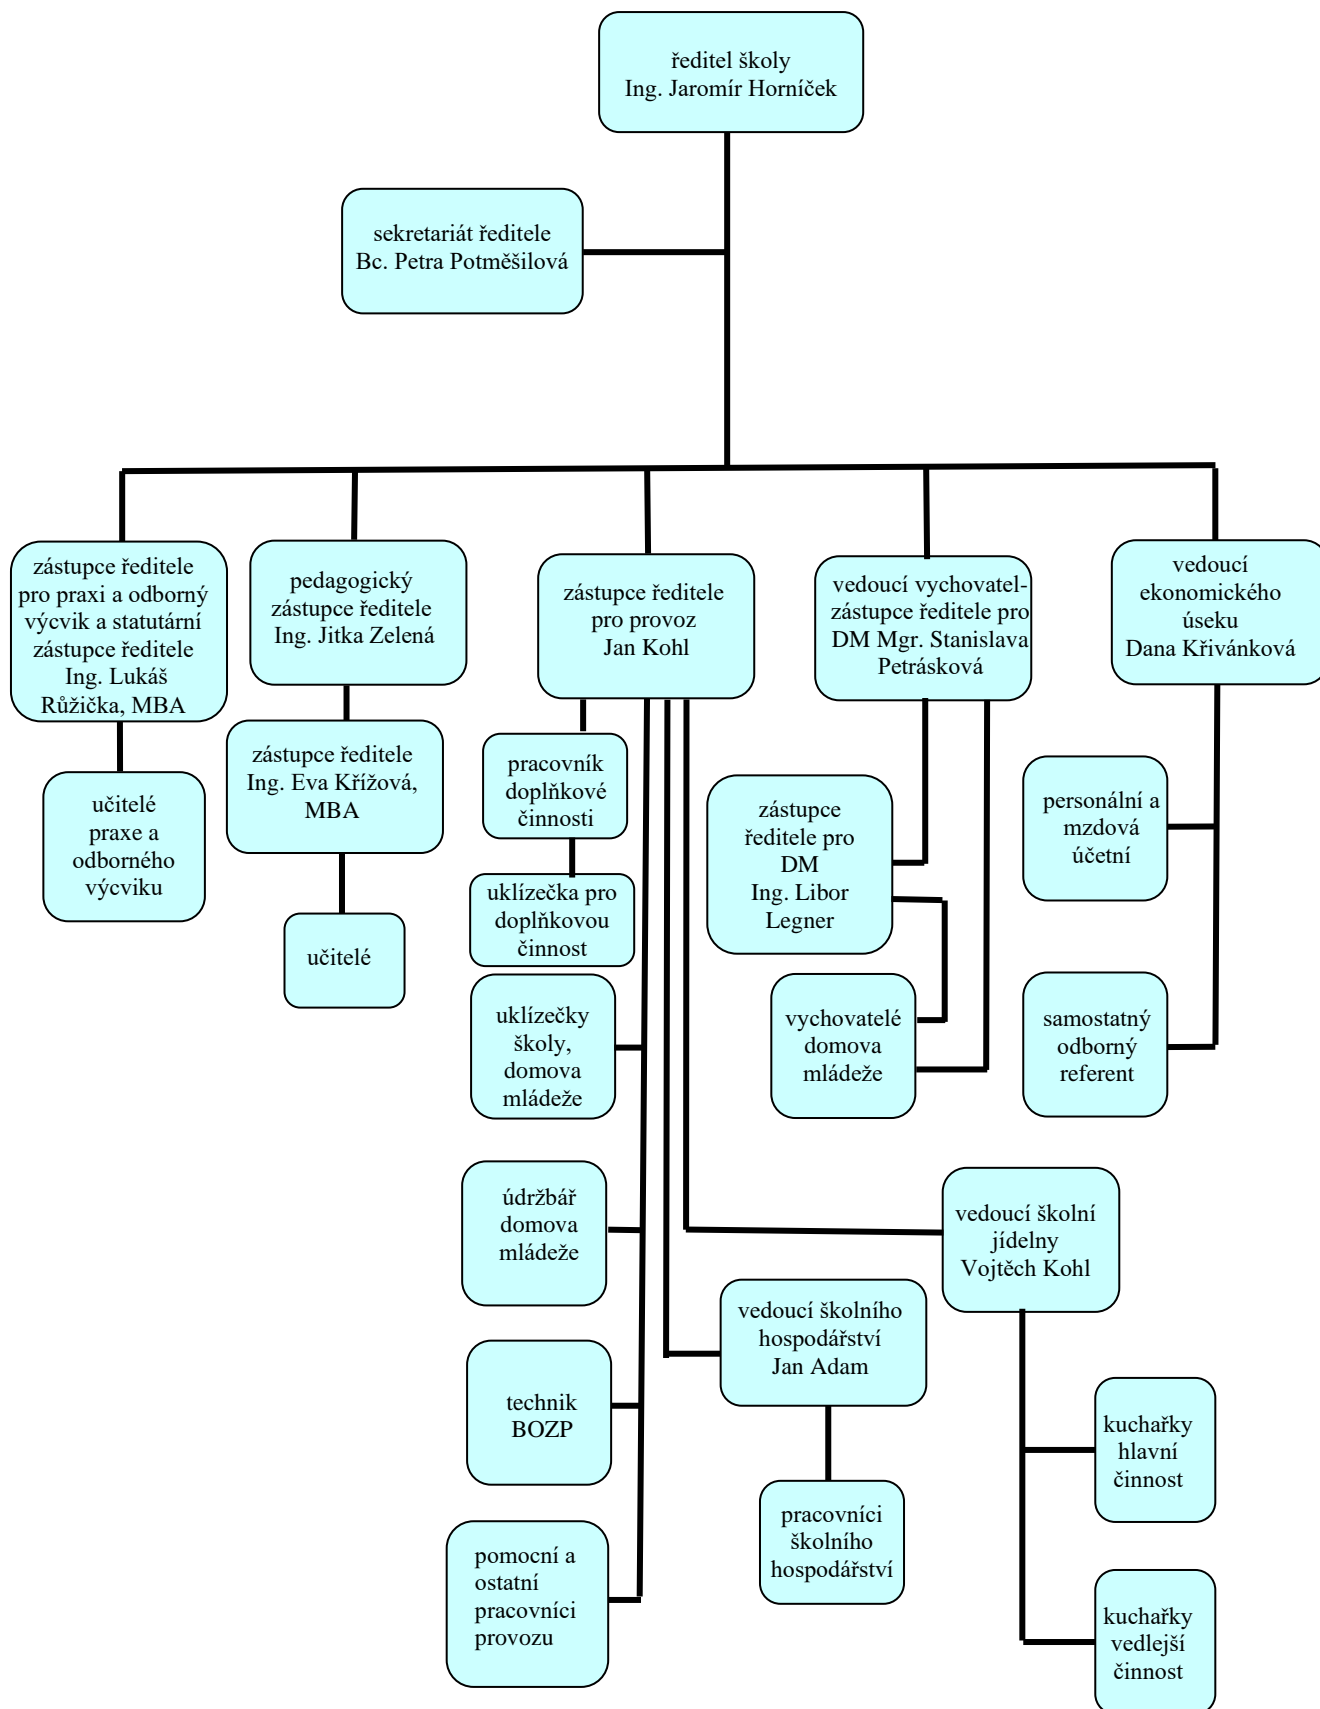 ředitel školy
Ing. Jaromír Horníček
sekretariát ředitele
Bc. Petra Potměšilová
zástupce ředitele
pro praxi a odborný
výcvik a statutární
zástupce ředitele
Ing. Lukáš
Růžička, MBA
pedagogický
zástupce ředitele
Ing. Jitka Zelená
zástupce ředitele
pro provoz
Jan Kohl
vedoucí vychovatel-
zástupce ředitele pro
DM Mgr. Stanislava
Petrásková
vedoucí
ekonomického
úseku
Dana Křivánková
učitelé
praxe a
odborného
výcviku
zástupce ředitele
Ing. Eva Křížová,
MBA
učitelé
pracovník
doplňkové
činnosti
uklízečka pro
doplňkovou
činnost
uklízečky
školy,
domova
mládeže
údržbář
domova
mládeže
technik
BOZP
pomocní a
ostatní
pracovníci
provozu
zástupce
ředitele pro
DM
Ing. Libor
Legner
vychovatelé
domova
mládeže
personální a
mzdová
účetní
samostatný
odborný
referent
vedoucí školní
jídelny
Vojtěch Kohl
vedoucí školního
hospodářství
Jan Adam
pracovníci
školního
hospodářství
kuchařky
hlavní
činnost
kuchařky
vedlejší
činnost